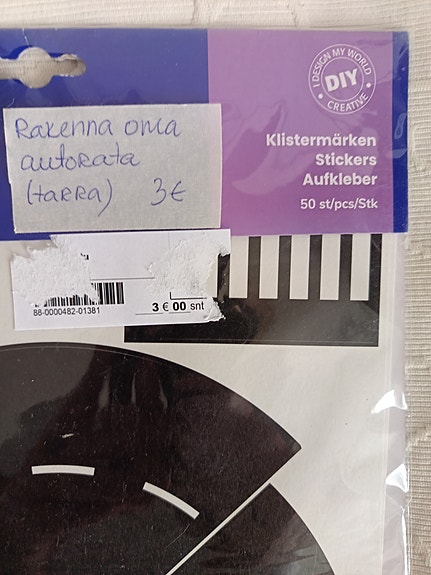 I DESIGN MY WORLD
DIY
CREATIVE
Rakenna oma
autorata
(tarra) 3€
Klistermärken
Stickers
Aufkleber
50 st/pcs/Stk
88-0000482-01381
3 € 00 snt